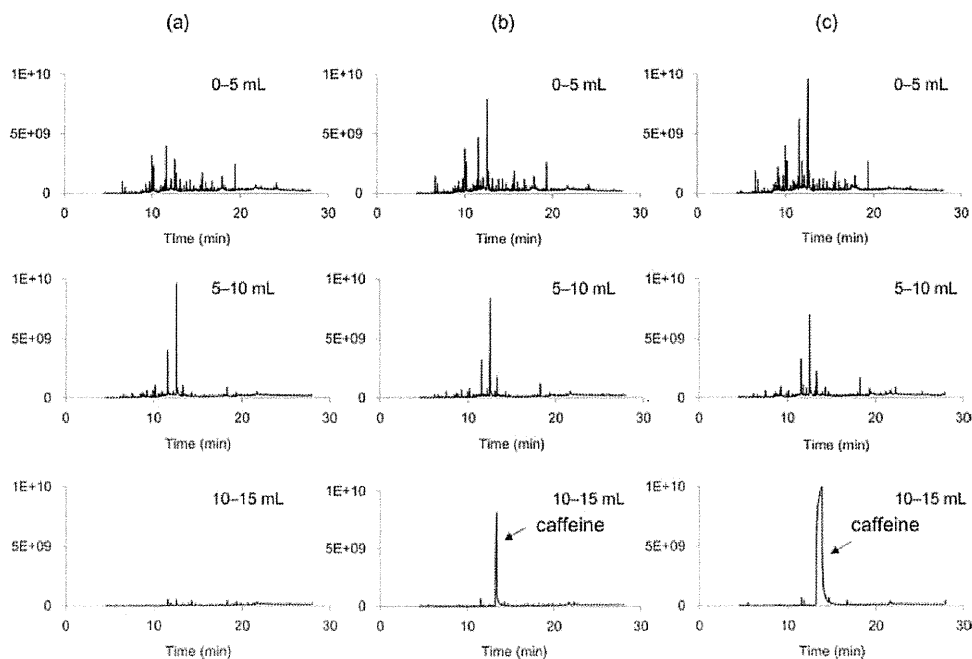 (a) (b) (c)
1E+10 1E+10 1E+10
0–5 mL 0–5 mL 0–5 mL
5E+09 5E+09 5E+09
0 0 0
0 10 20 30 0 10 20 30 0 10 20 30
Time (min) Time (min) Time (min)
1E+10 1E+10 1E+10
5–10 mL 5–10 mL 5–10 mL
5E+09 5E+09 5E+09
0 0 0
0 10 20 30 0 10 20 30 0 10 20 30
Time (min) Time (min) Time (min)
1E+10 1E+10 1E+10
10–15 mL 10–15 mL 10–15 mL
caffeine caffeine
5E+09 5E+09 5E+09
0 0 0
0 10 20 30 0 10 20 30 0 10 20 30
Time (min) Time (min) Time (min)